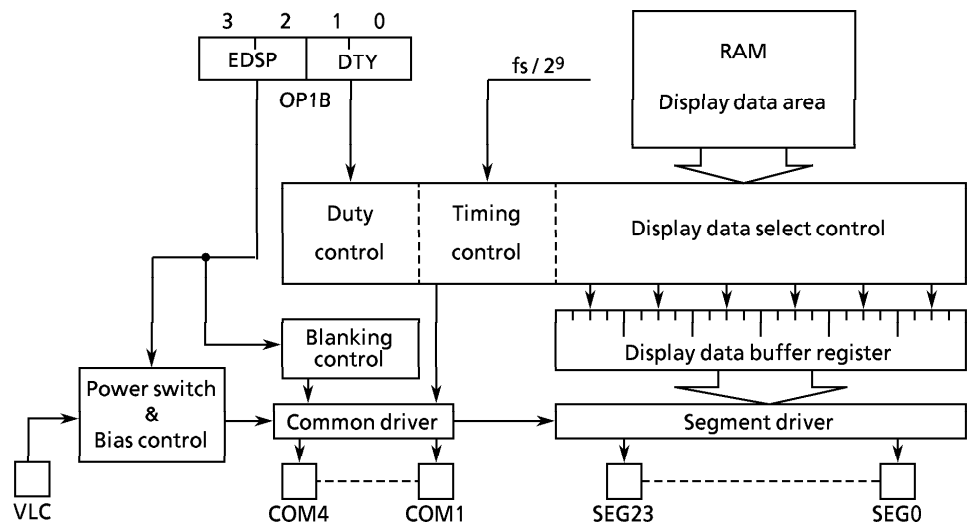 3 2 1 0
EDSP DTY
OP1B
fs / 2⁹
RAM
Display data area
Duty
control
Timing
control
Display data select control
Blanking
control
Display data buffer register
Power switch
&
Bias control
Common driver
Segment driver
VLC
COM4
COM1
SEG23
SEG0